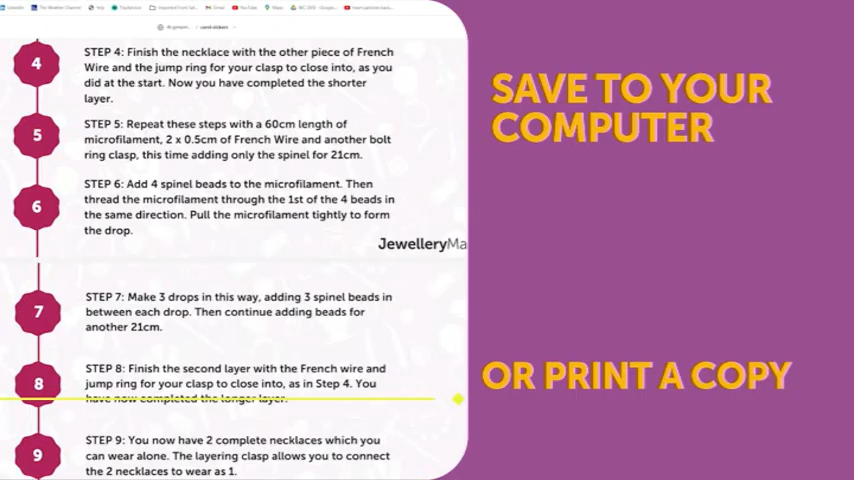 LinkedIn The Weather Channel YouTube Maps
4
STEP 4: Finish the necklace with the other piece of French
Wire and the jump ring for your clasp to close into, as you
did at the start. Now you have completed the shorter
layer.
5
STEP 5: Repeat these steps with a 60cm length of
microfilament, 2 x 0.5cm of French Wire and another bolt
ring clasp, this time adding only the spinel for 21cm.
6
STEP 6: Add 4 spinel beads to the microfilament. Then
thread the microfilament through the 1st of the 4 beads in
the same direction. Pull the microfilament tightly to form
the drop.
JewelleryMa
7
STEP 7: Make 3 drops in this way, adding 3 spinel beads in
between each drop. Then continue adding beads for
another 21cm.
8
STEP 8: Finish the second layer with the French wire and
jump ring for your clasp to close into, as in Step 4. You
have now completed the longer layer.
9
STEP 9: You now have 2 complete necklaces which you
can wear alone. The layering clasp allows you to connect
the 2 necklaces to wear as 1.
SAVE TO YOUR
COMPUTER
OR PRINT A COPY